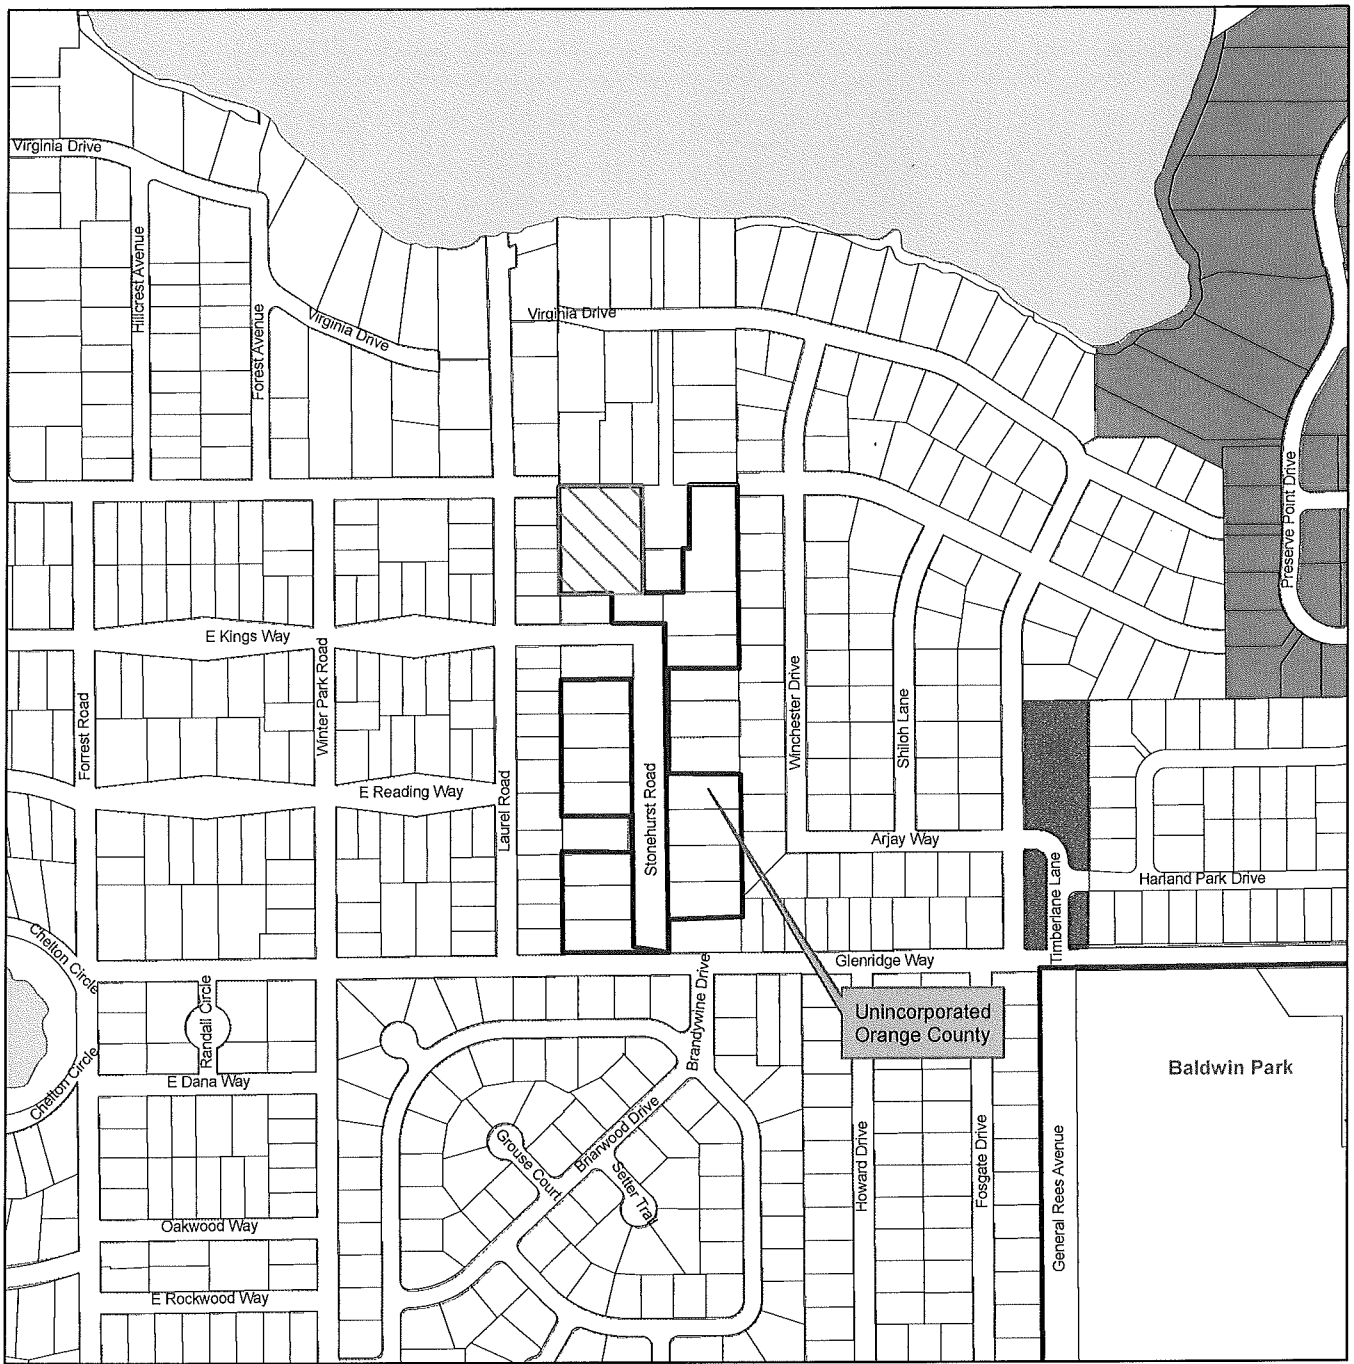 Virginia Drive
Hillcrest Avenue
Forest Avenue
Virginia Drive
Virginia Drive
Preserve Point Drive
E Kings Way
Winter Park Road
Forrest Road
Winchester Drive
Shiloh Lane
E Reading Way
Laurel Road
Stonehurst Road
Arjay Way
Timberlane Lane
Harland Park Drive
Chelton Circle
Glenridge Way
Brandywine Drive
Randall Circle
Unincorporated
Orange County
Baldwin Park
E Dana Way
Chelton Circle
Grouse Court
Briarwood Drive
Setter Trail
Howard Drive
Fosgate Drive
General Rees Avenue
Oakwood Way
E Rockwood Way